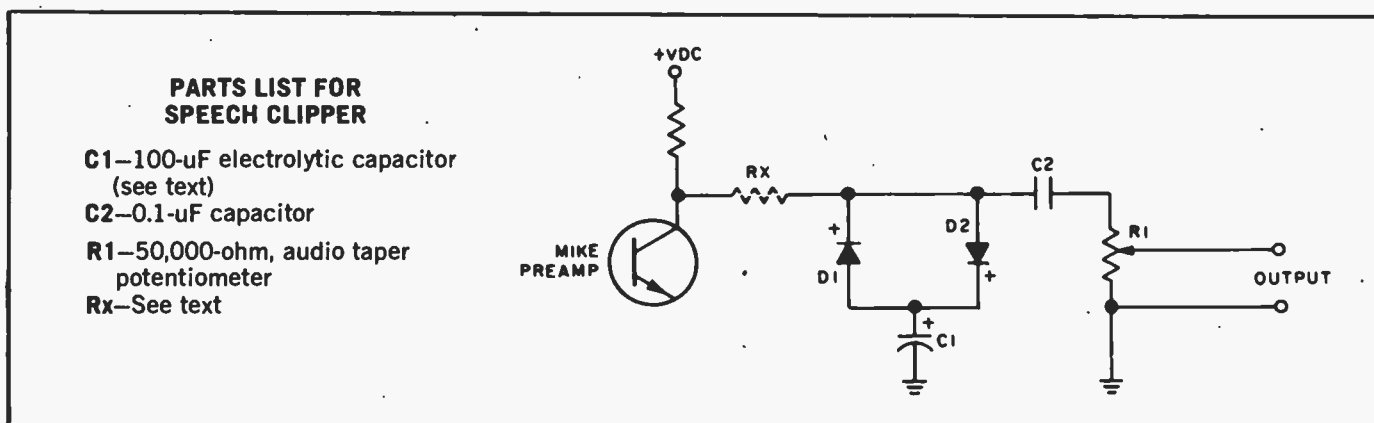 PARTS LIST FOR
SPEECH CLIPPER
C1—100-uF electrolytic capacitor
(see text)
C2—0.1-uF capacitor
R1—50,000-ohm, audio taper
potentiometer
Rx—See text
+VDC
RX
C2
+
D2
R1
MIKE
PREAMP
D1
+
OUTPUT
+
C1